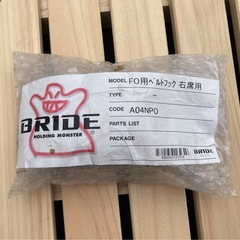 BRIDE
HOLDING MONSTER
MODEL FO用ベルトフック 右席用
TYPE -
CODE A04NPO
PARTS LIST
PACKAGE
BRIDE